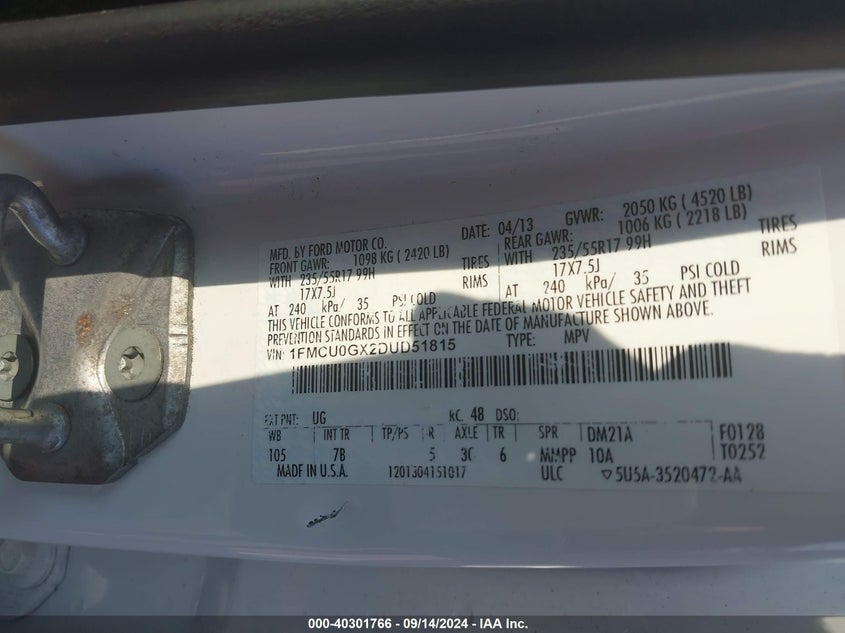 MFD. BY FORD MOTOR CO.
DATE: 04/13 GVWR: 2050 KG ( 4520 LB)
FRONT GAWR: 1098 KG ( 2420 LB) REAR GAWR: 1006 KG ( 2218 LB)
WITH 235/55R17 99H TIRES WITH 235/55R17 99H TIRES
17X7.5J RIMS 17X7.5J RIMS
AT 240 kPa/ 35 PSI COLD AT 240 kPa/ 35 PSI COLD
THIS VEHICLE CONFORMS TO ALL APPLICABLE FEDERAL MOTOR VEHICLE SAFETY AND THEFT
PREVENTION STANDARDS IN EFFECT ON THE DATE OF MANUFACTURE SHOWN ABOVE.
VIN: 1FMCU0GX2DUD51815 TYPE: MPV
EXT PNT: UG RC: 48 DSO:
WB INT TR TP/PS R AXLE TR SPR DM21A F0128
105 7B 5 3C 6 MMPP 10A T0252
MADE IN U.S.A. 1201304151017 ULC ▽5U5A-3520472-AA
000-40301766 - 09/14/2024 - IAA Inc.